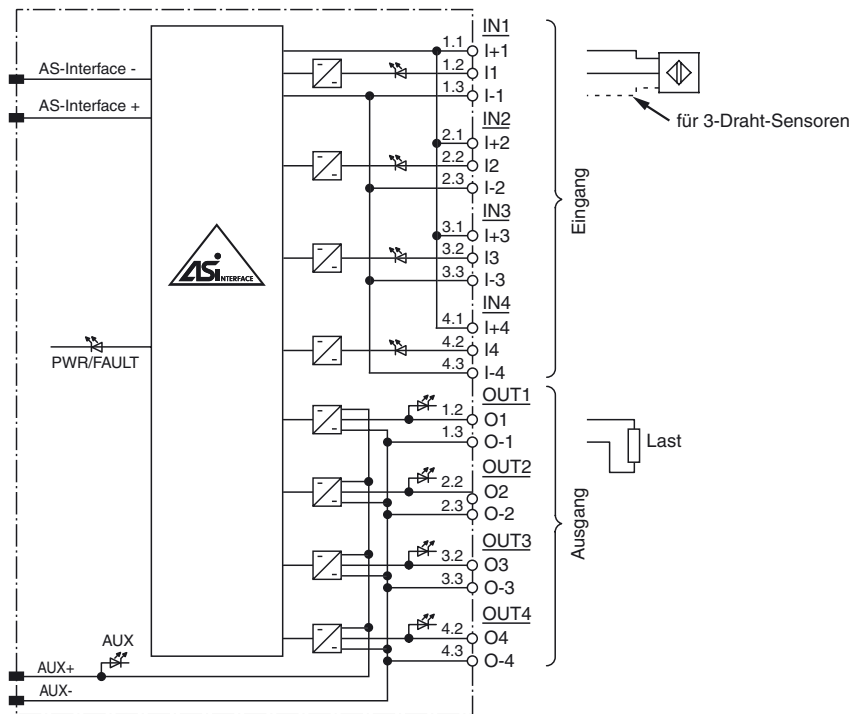 IN1
1.1 I+1
AS-Interface -
1.2 I1
1.3 I-1
AS-Interface +
für 3-Draht-Sensoren
IN2
2.1 I+2
2.2 I2
2.3 I-2
Eingang
IN3
3.1 I+3
3.2 I3
3.3 I-3
ASi INTERFACE
IN4
4.1 I+4
4.2 I4
4.3 I-4
PWR/FAULT
OUT1
1.2 O1
1.3 O-1
Last
OUT2
2.2 O2
2.3 O-2
Ausgang
OUT3
3.2 O3
3.3 O-3
OUT4
4.2 O4
4.3 O-4
AUX
AUX+
AUX-